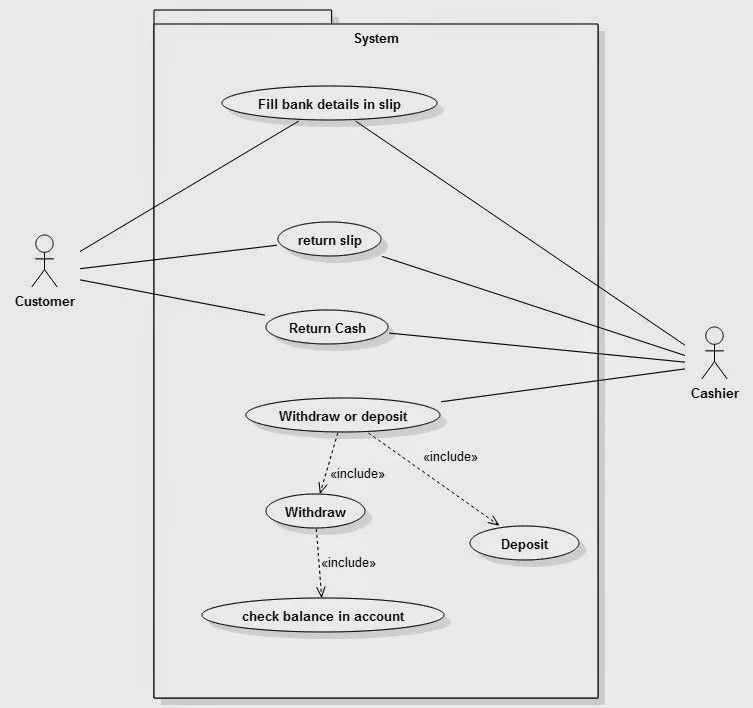 System
Fill bank details in slip
return slip
Customer
Return Cash
Cashier
Withdraw or deposit
«include»
«include»
Withdraw
Deposit
«include»
check balance in account